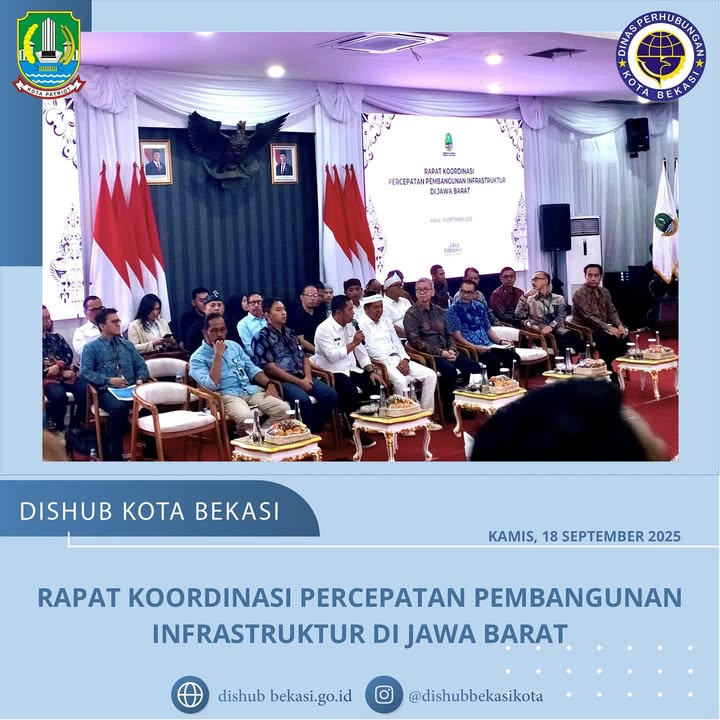 KOTA PATRIOT
DINAS PERHUBUNGAN
KOTA BEKASI
RAPAT KOORDINASI
PERCEPATAN PEMBANGUNAN INFRASTRUKTUR
DI JAWA BARAT
DISHUB KOTA BEKASI
KAMIS, 18 SEPTEMBER 2025
RAPAT KOORDINASI PERCEPATAN PEMBANGUNAN
INFRASTRUKTUR DI JAWA BARAT
dishub bekasi.go.id
@dishubbekasikota